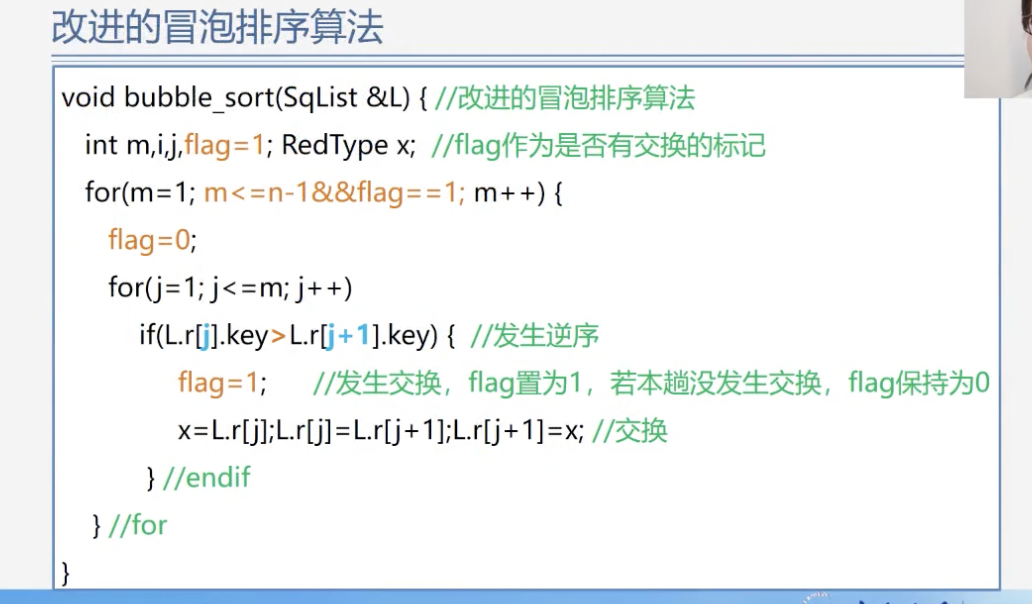 改进的冒泡排序算法
void bubble_sort(SqList &L) { //改进的冒泡排序算法
int m,i,j,flag=1; RedType x; //flag作为是否有交换的标记
for(m=1; m<=n-1&&flag==1; m++) {
flag=0;
for(j=1; j<=m; j++)
if(L.r[j].key>L.r[j+1].key) { //发生逆序
flag=1; //发生交换，flag置为1，若本趟没发生交换，flag保持为0
x=L.r[j];L.r[j]=L.r[j+1];L.r[j+1]=x; //交换
} //endif
} //for
}